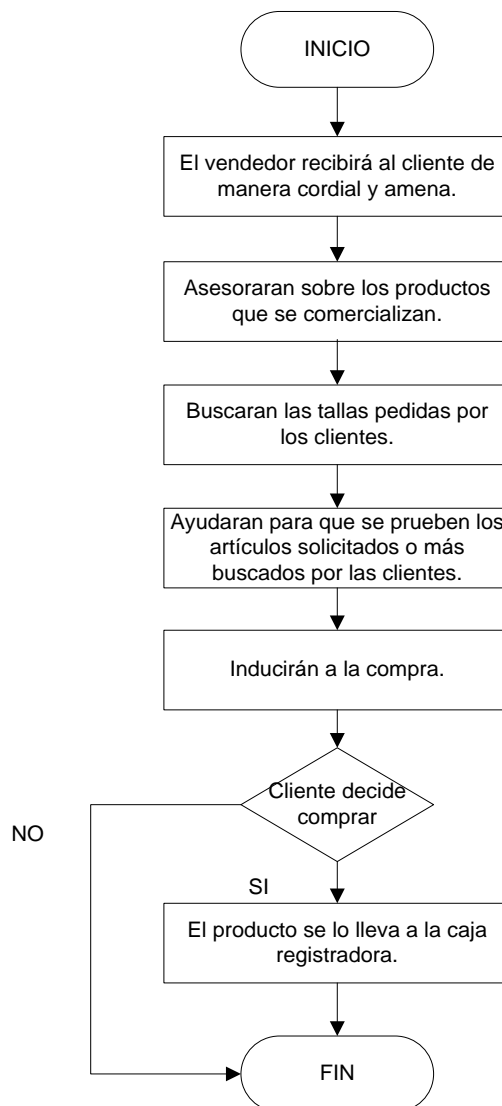 INICIO
El vendedor recibirá al cliente de
manera cordial y amena.
Asesoraran sobre los productos
que se comercializan.
Buscaran las tallas pedidas por
los clientes.
Ayudaran para que se prueben los
artículos solicitados o más
buscados por las clientes.
Inducirán a la compra.
Cliente decide
comprar
NO
SI
El producto se lo lleva a la caja
registradora.
FIN